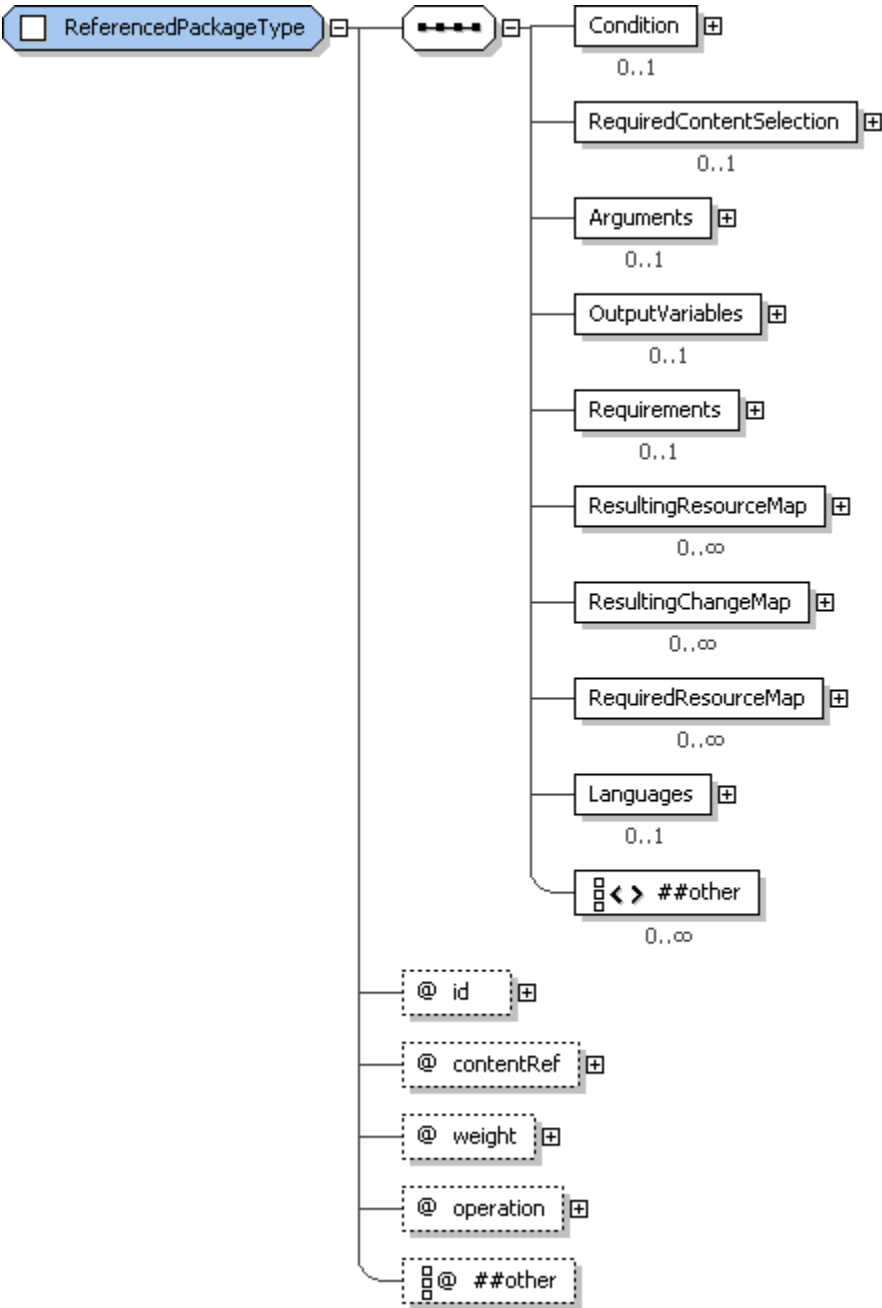 ReferencedPackageType
Condition
0..1
RequiredContentSelection
0..1
Arguments
0..1
OutputVariables
0..1
Requirements
0..1
ResultingResourceMap
0..∞
ResultingChangeMap
0..∞
RequiredResourceMap
0..∞
Languages
0..1
<> ##other
0..∞
@ id
@ contentRef
@ weight
@ operation
@ ##other